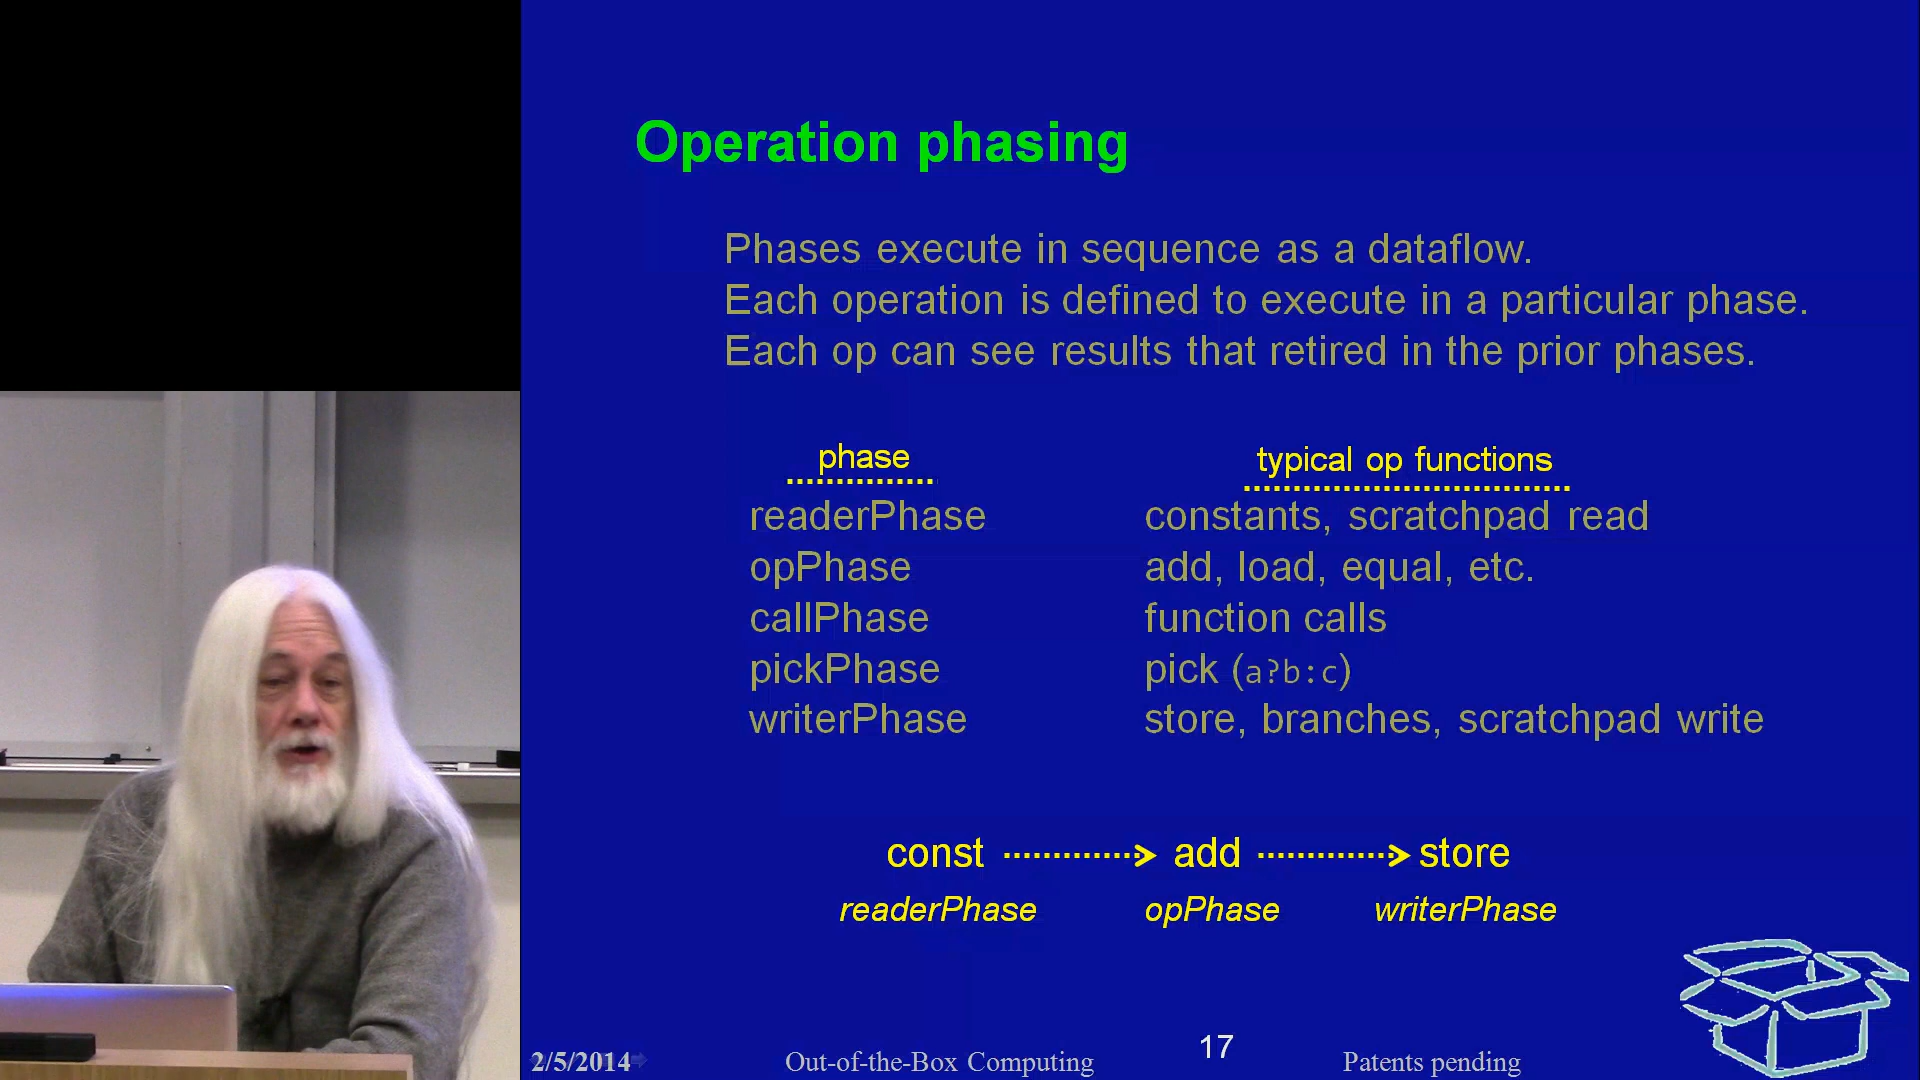 Operation phasing
Phases execute in sequence as a dataflow.
Each operation is defined to execute in a particular phase.
Each op can see results that retired in the prior phases.
phase typical op functions
readerPhase constants, scratchpad read
opPhase add, load, equal, etc.
callPhase function calls
pickPhase pick (a?b:c)
writerPhase store, branches, scratchpad write
const add store
readerPhase opPhase writerPhase
2/5/2014 Out-of-the-Box Computing 17 Patents pending